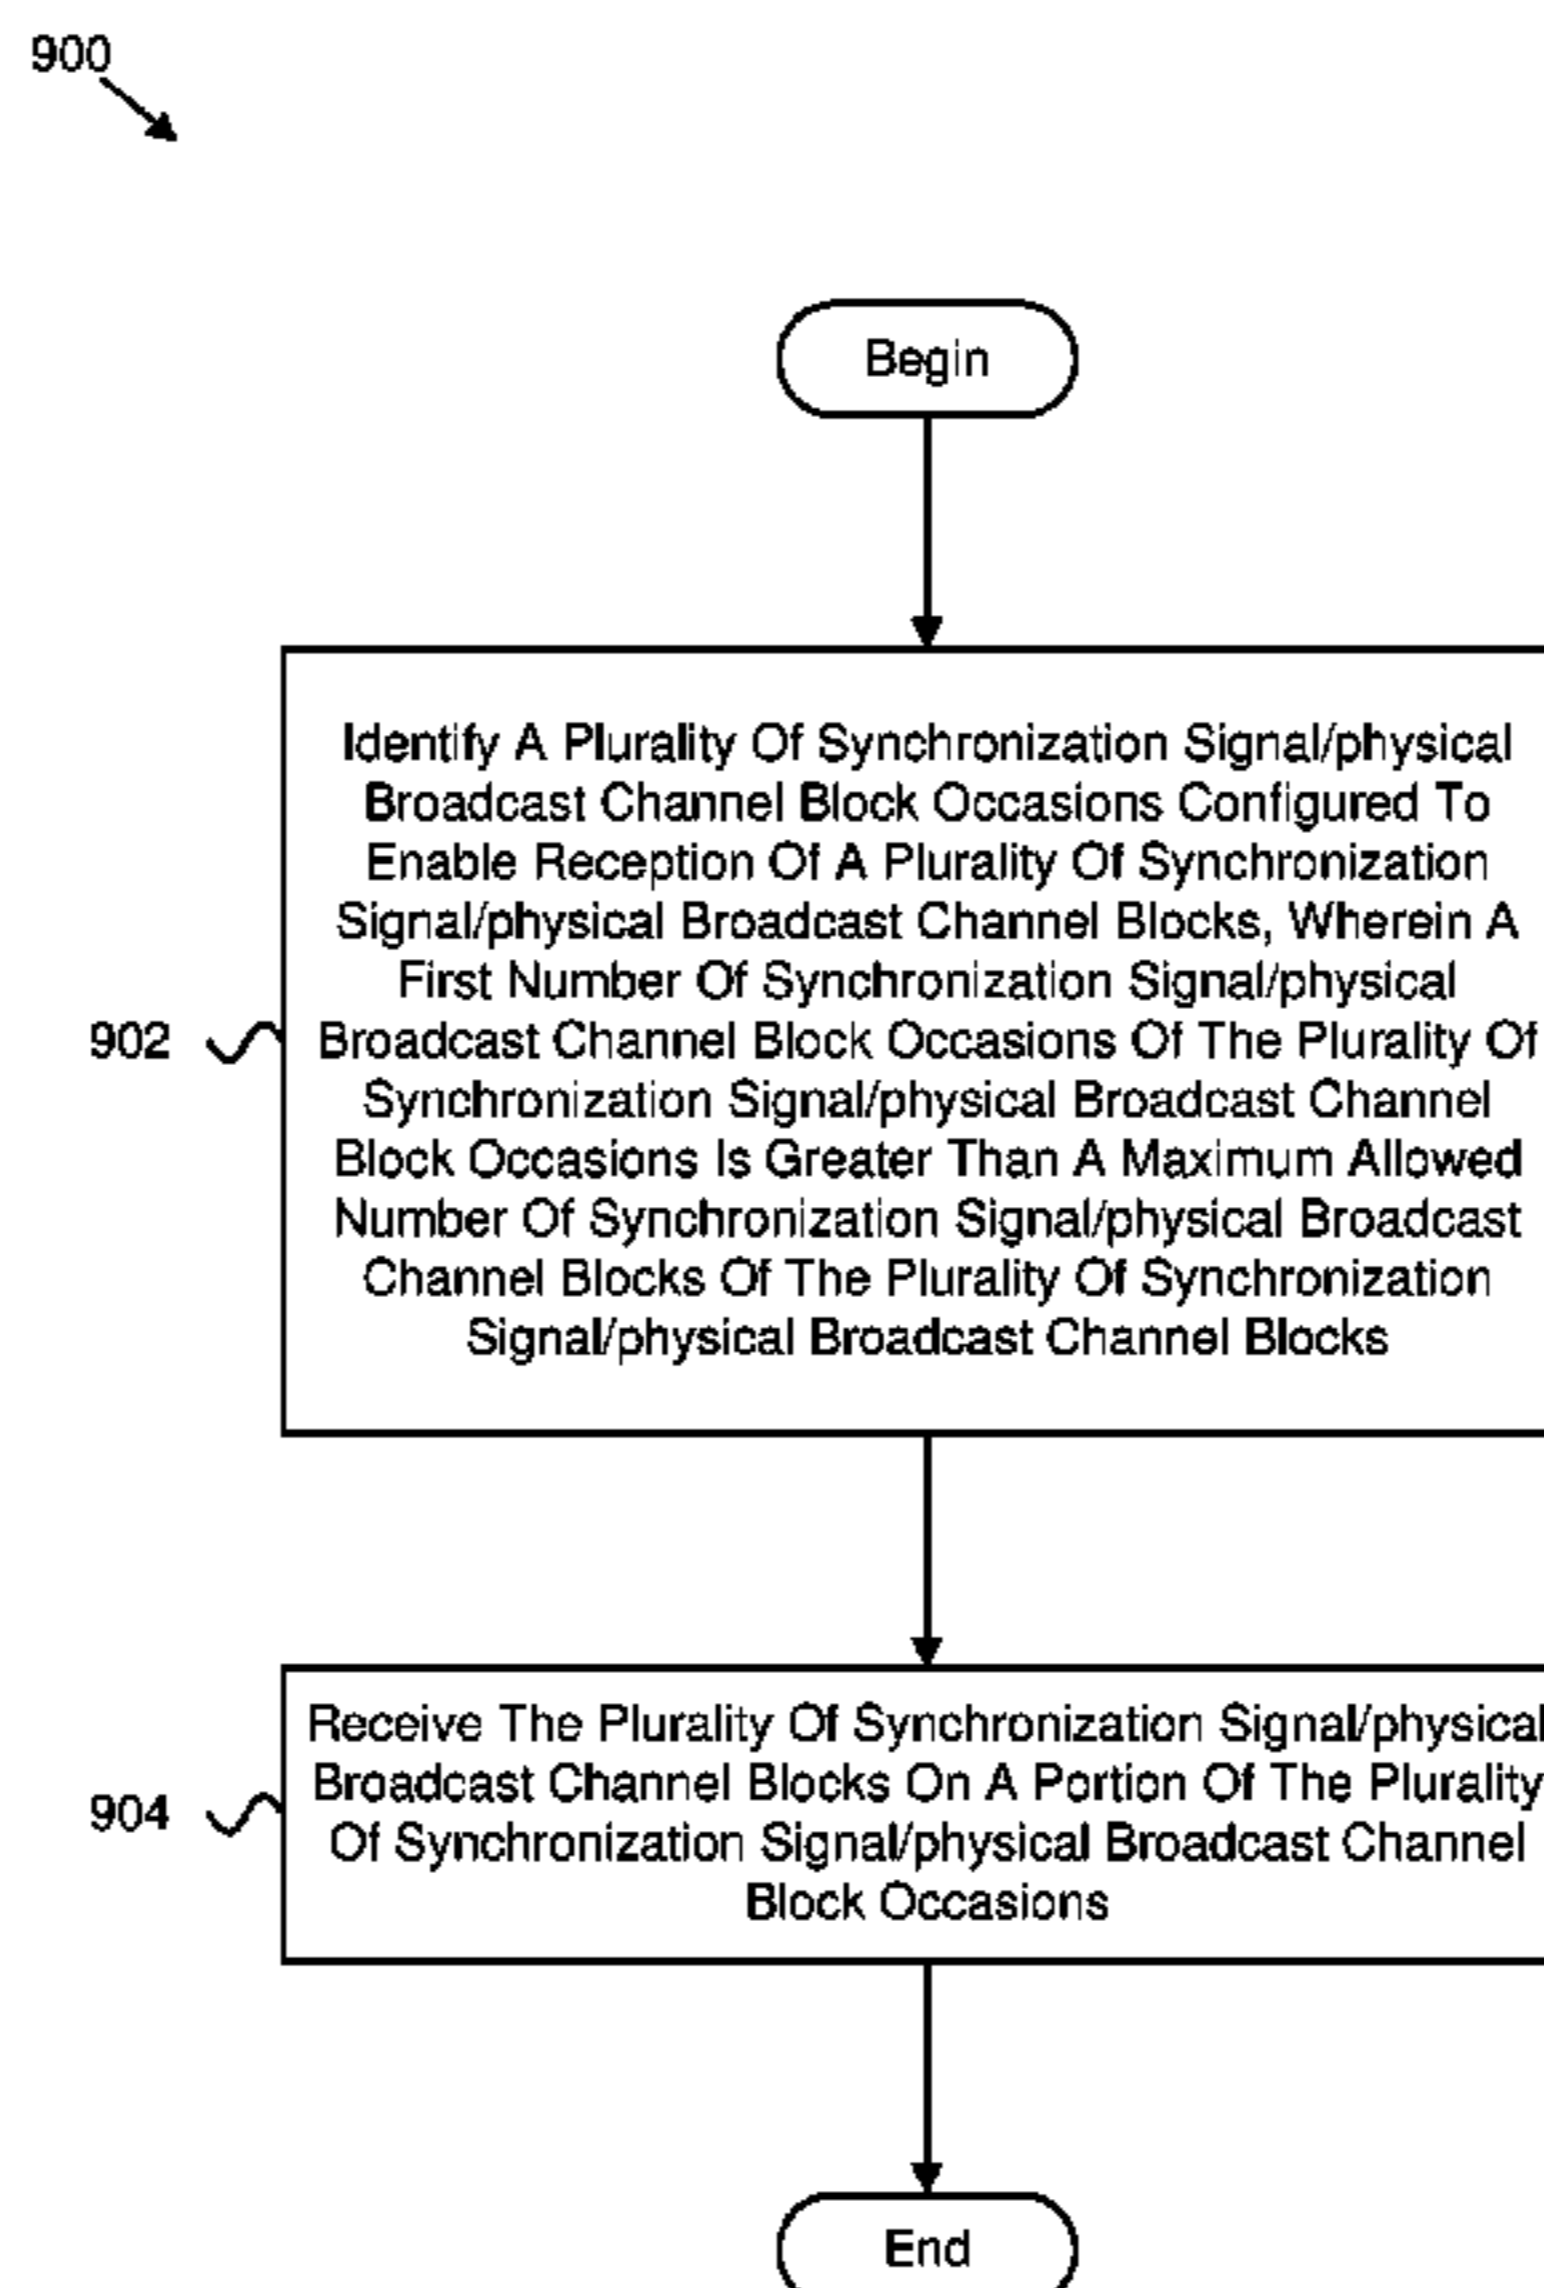 900
Begin
Identify A Plurality Of Synchronization Signal/physical
Broadcast Channel Block Occasions Configured To
Enable Reception Of A Plurality Of Synchronization
Signal/physical Broadcast Channel Blocks, Wherein A
First Number Of Synchronization Signal/physical
Broadcast Channel Block Occasions Of The Plurality Of
Synchronization Signal/physical Broadcast Channel
Block Occasions Is Greater Than A Maximum Allowed
Number Of Synchronization Signal/physical Broadcast
Channel Blocks Of The Plurality Of Synchronization
Signal/physical Broadcast Channel Blocks
902
Receive The Plurality Of Synchronization Signal/physical
Broadcast Channel Blocks On A Portion Of The Plurality
Of Synchronization Signal/physical Broadcast Channel
Block Occasions
904
End